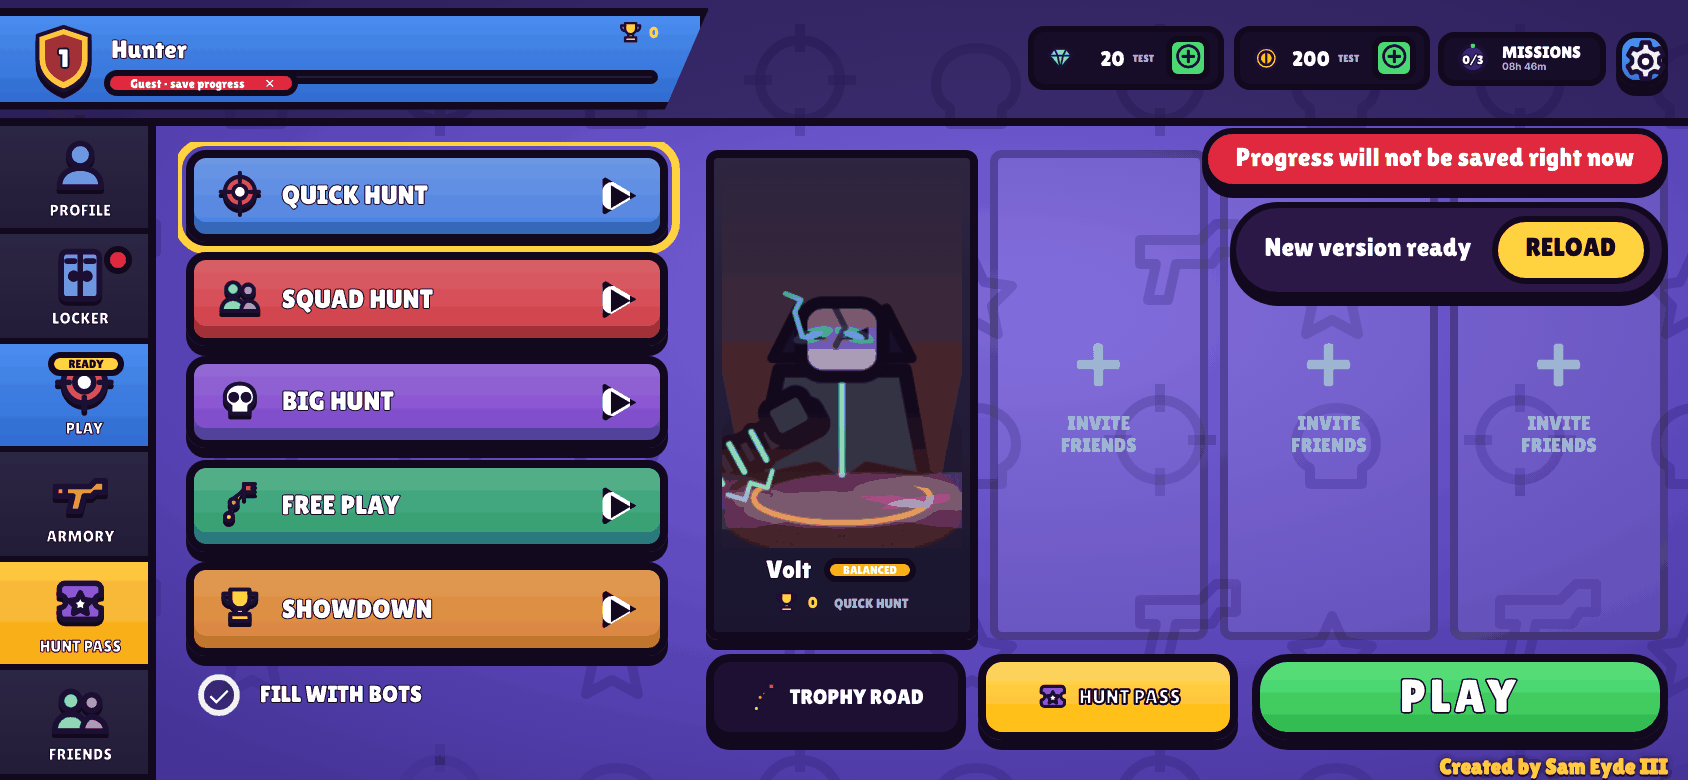 1
Hunter
0
Guest · save progress ×
20 TEST
200 TEST
0/3
MISSIONS
08h 46m
PROFILE
LOCKER
READY
PLAY
ARMORY
HUNT PASS
FRIENDS
QUICK HUNT
SQUAD HUNT
BIG HUNT
FREE PLAY
SHOWDOWN
FILL WITH BOTS
Volt BALANCED
0 QUICK HUNT
Progress will not be saved right now
New version ready RELOAD
INVITE
FRIENDS
INVITE
FRIENDS
INVITE
FRIENDS
TROPHY ROAD
HUNT PASS
PLAY
Created by Sam Eyde III